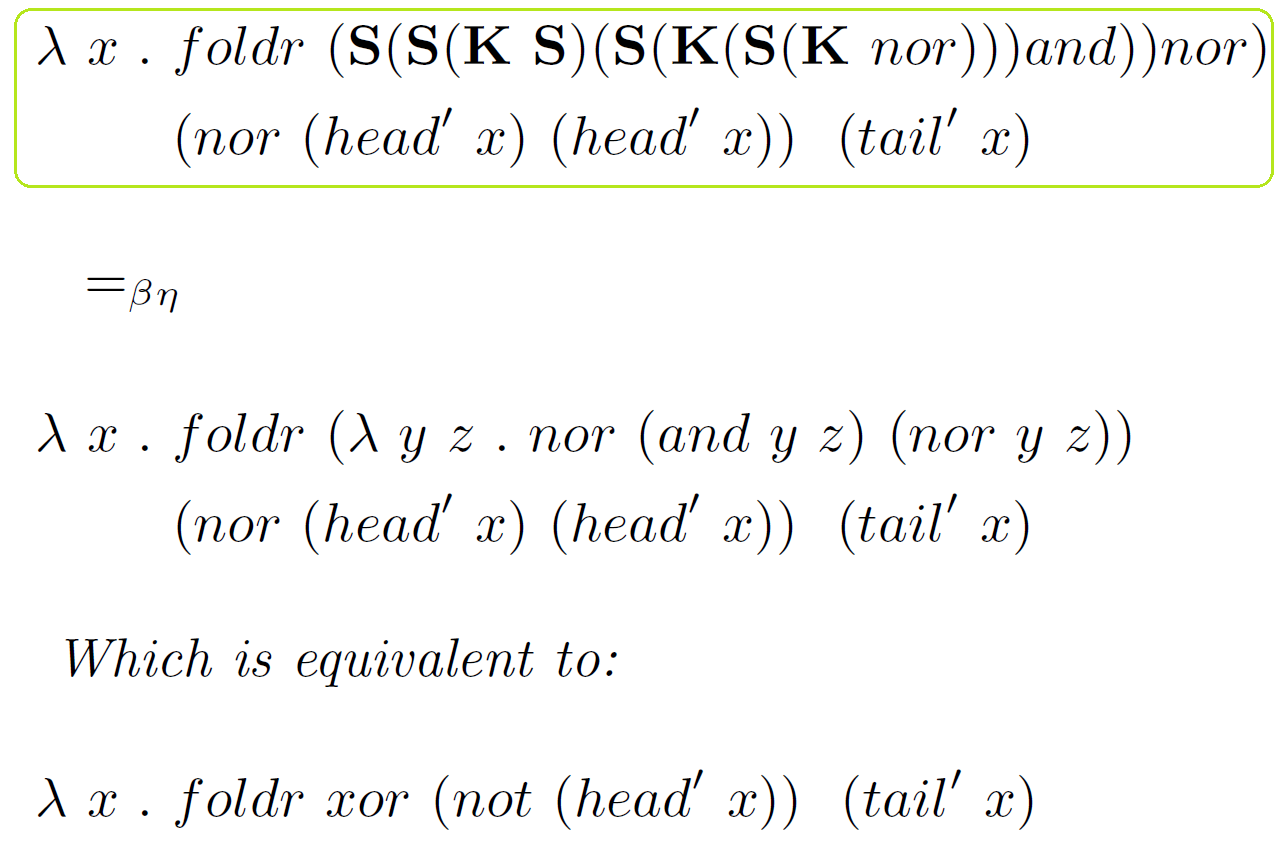 λ x . foldr (S(S(K S)(S(K(S(K nor)))and))nor)
(nor (head′ x) (head′ x)) (tail′ x)
=βη
λ x . foldr (λ y z . nor (and y z) (nor y z))
(nor (head′ x) (head′ x)) (tail′ x)
Which is equivalent to:
λ x . foldr xor (not (head′ x)) (tail′ x)